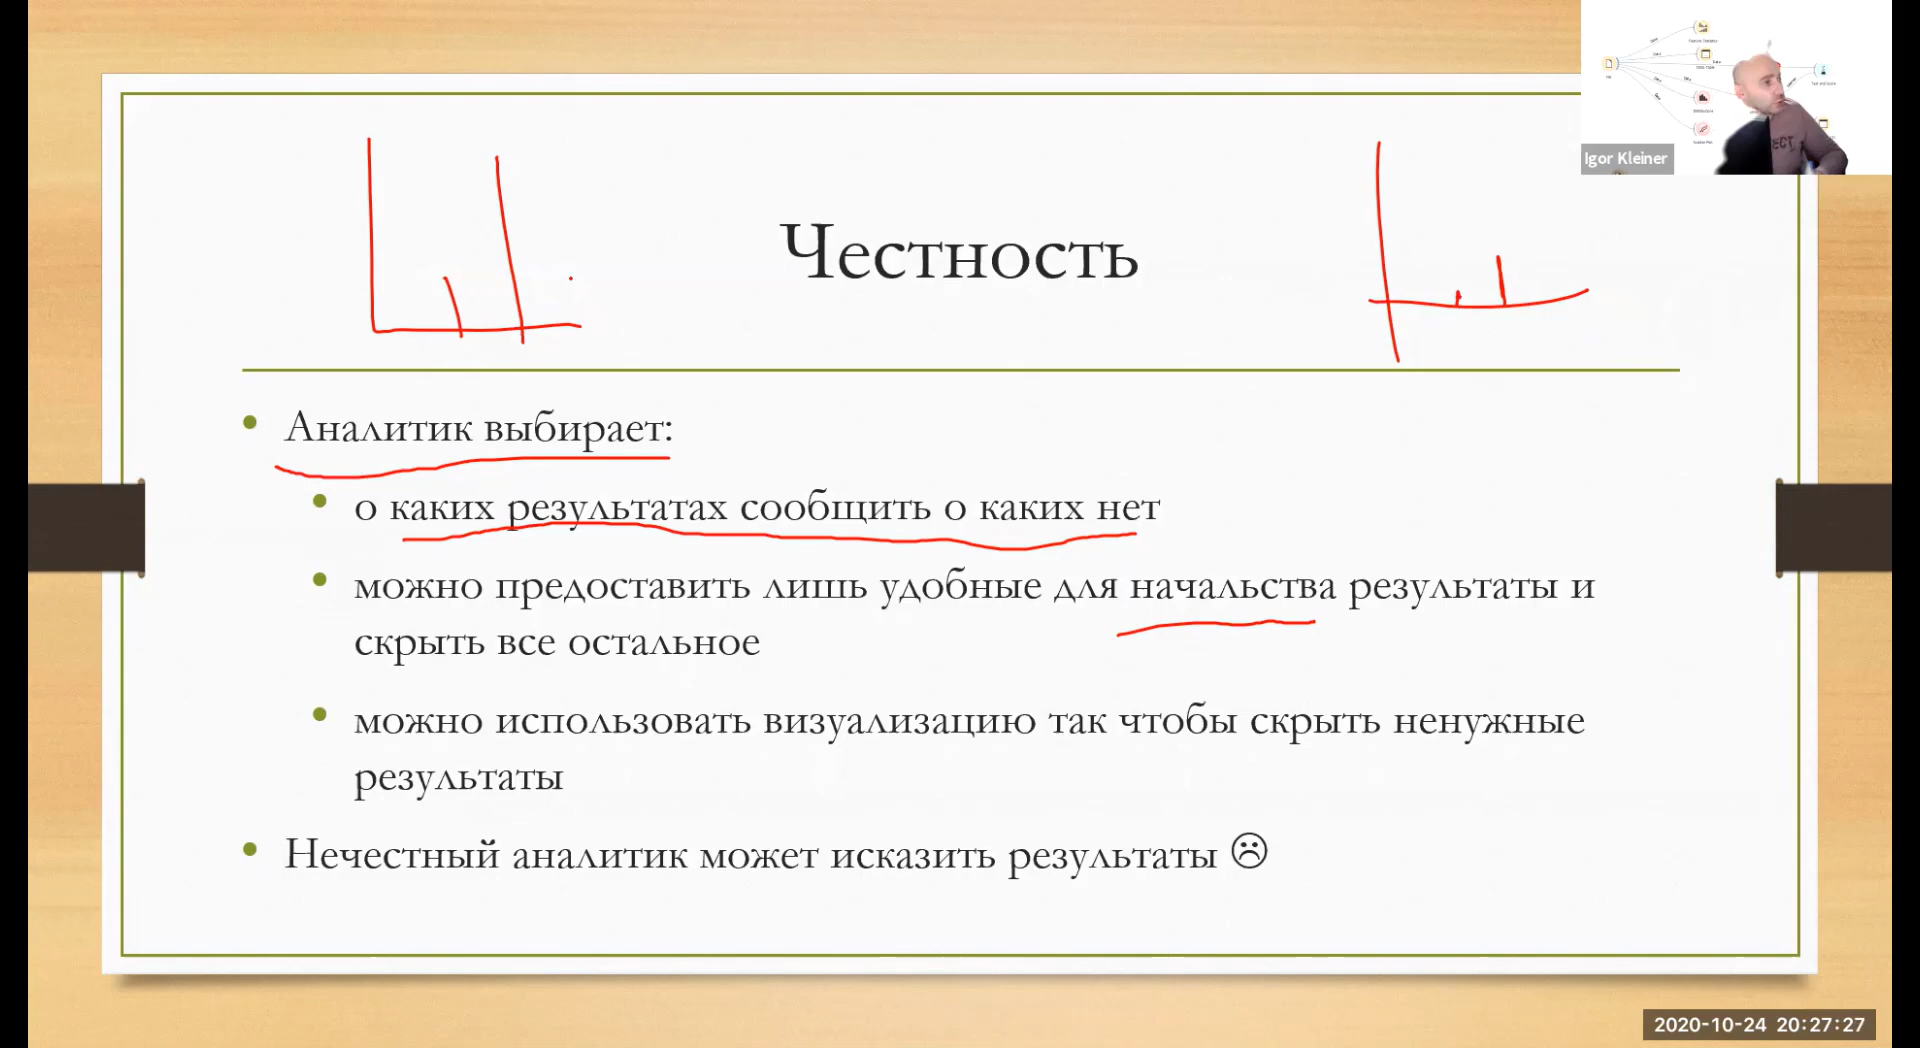 Igor Kleiner
Честность
Аналитик выбирает:
о каких результатах сообщить о каких нет
можно предоставить лишь удобные для начальства результаты и
скрыть все остальное
можно использовать визуализацию так чтобы скрыть ненужные
результаты
Нечестный аналитик может исказить результаты ☹
2020-10-24 20:27:27